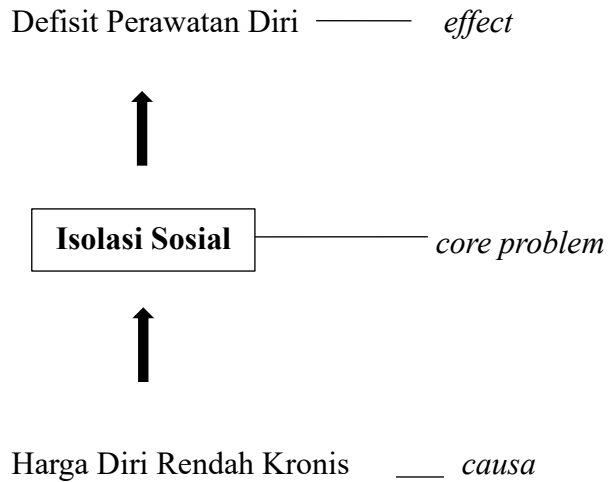 Defisit Perawatan Diri effect
Isolasi Sosial core problem
Harga Diri Rendah Kronis causa